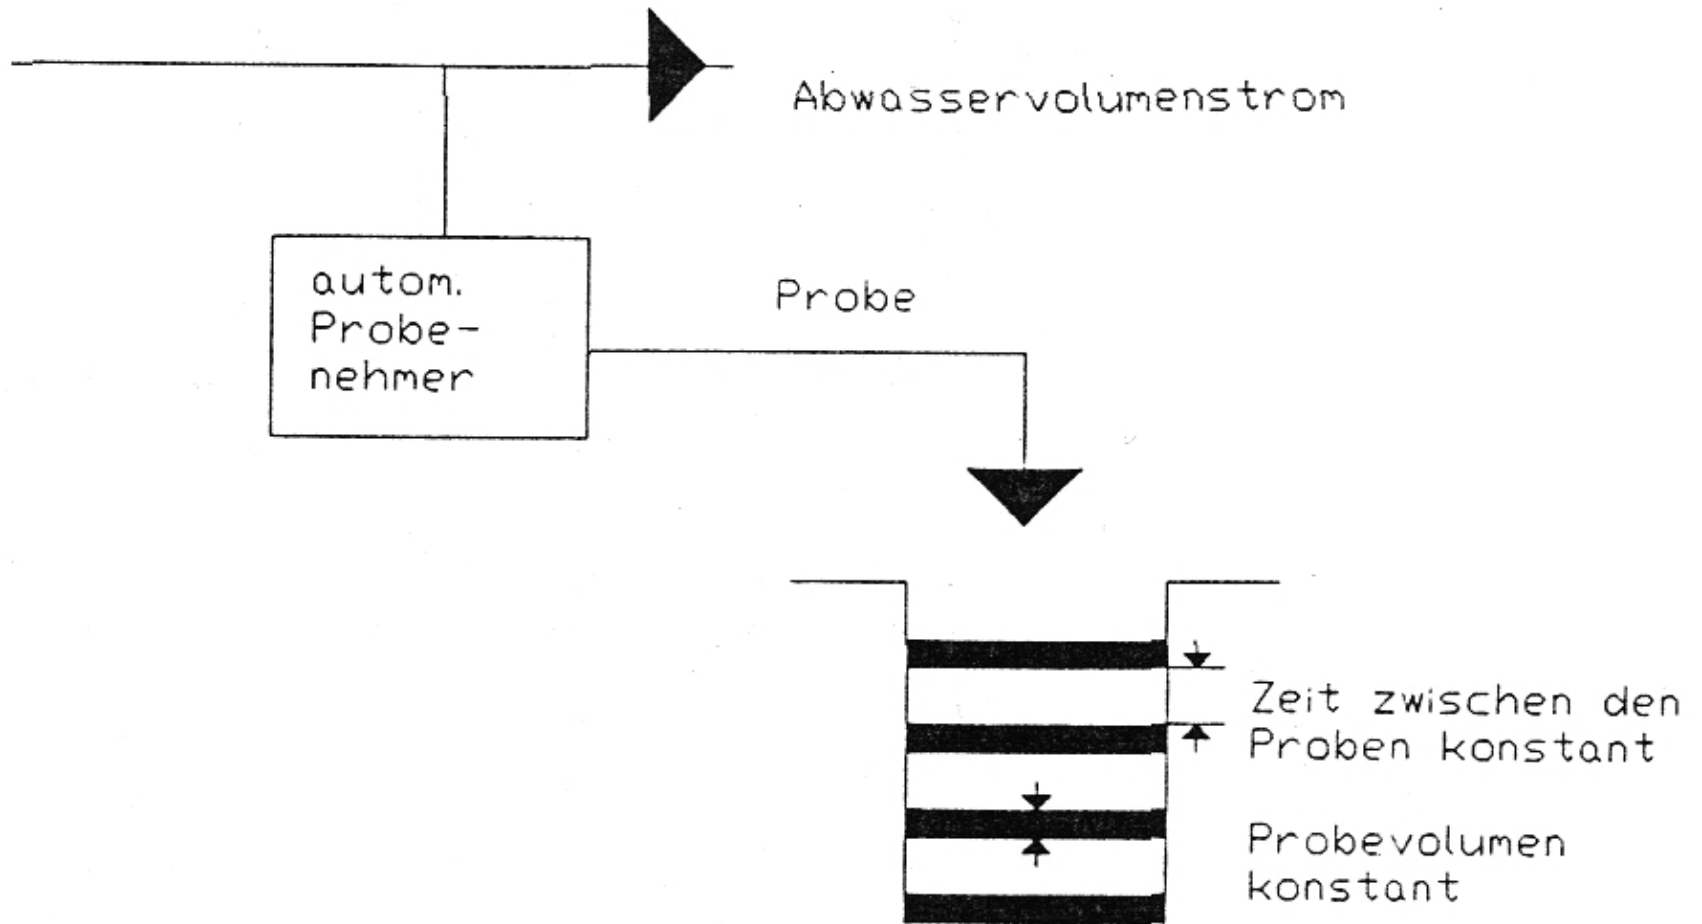 Abwasservolumenstrom
autom.
Probe-
nehmer
Probe
Zeit zwischen den
Proben konstant
Probevolumen
konstant